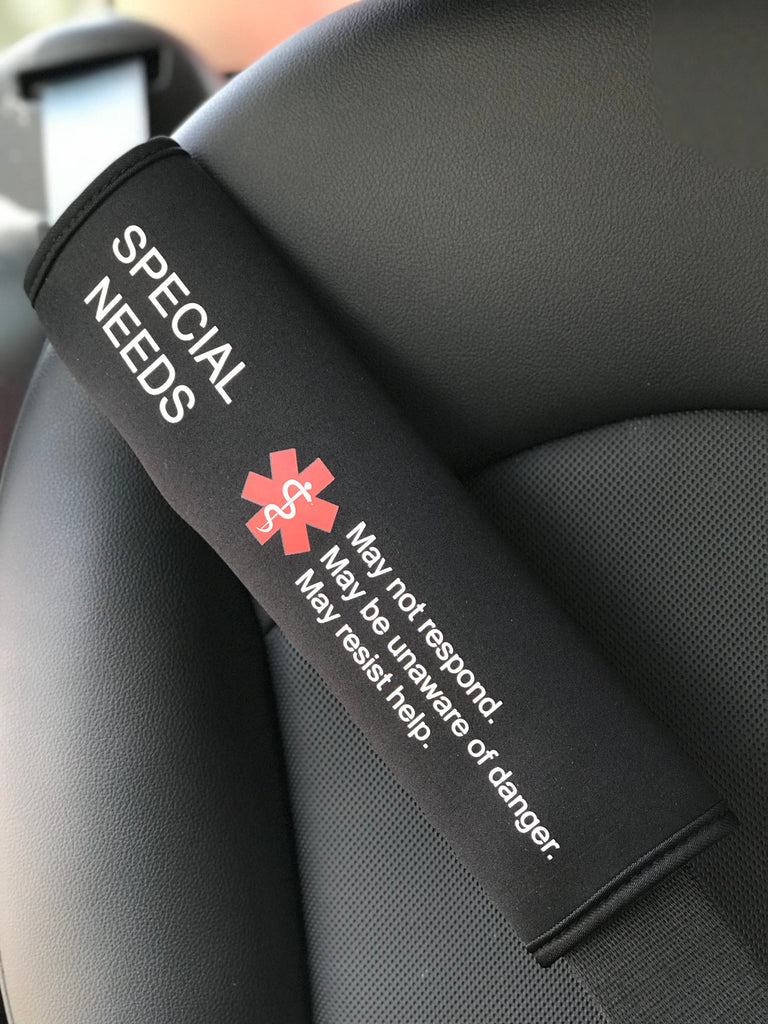 SPECIAL
NEEDS
May not respond.
May be unaware of danger.
May resist help.